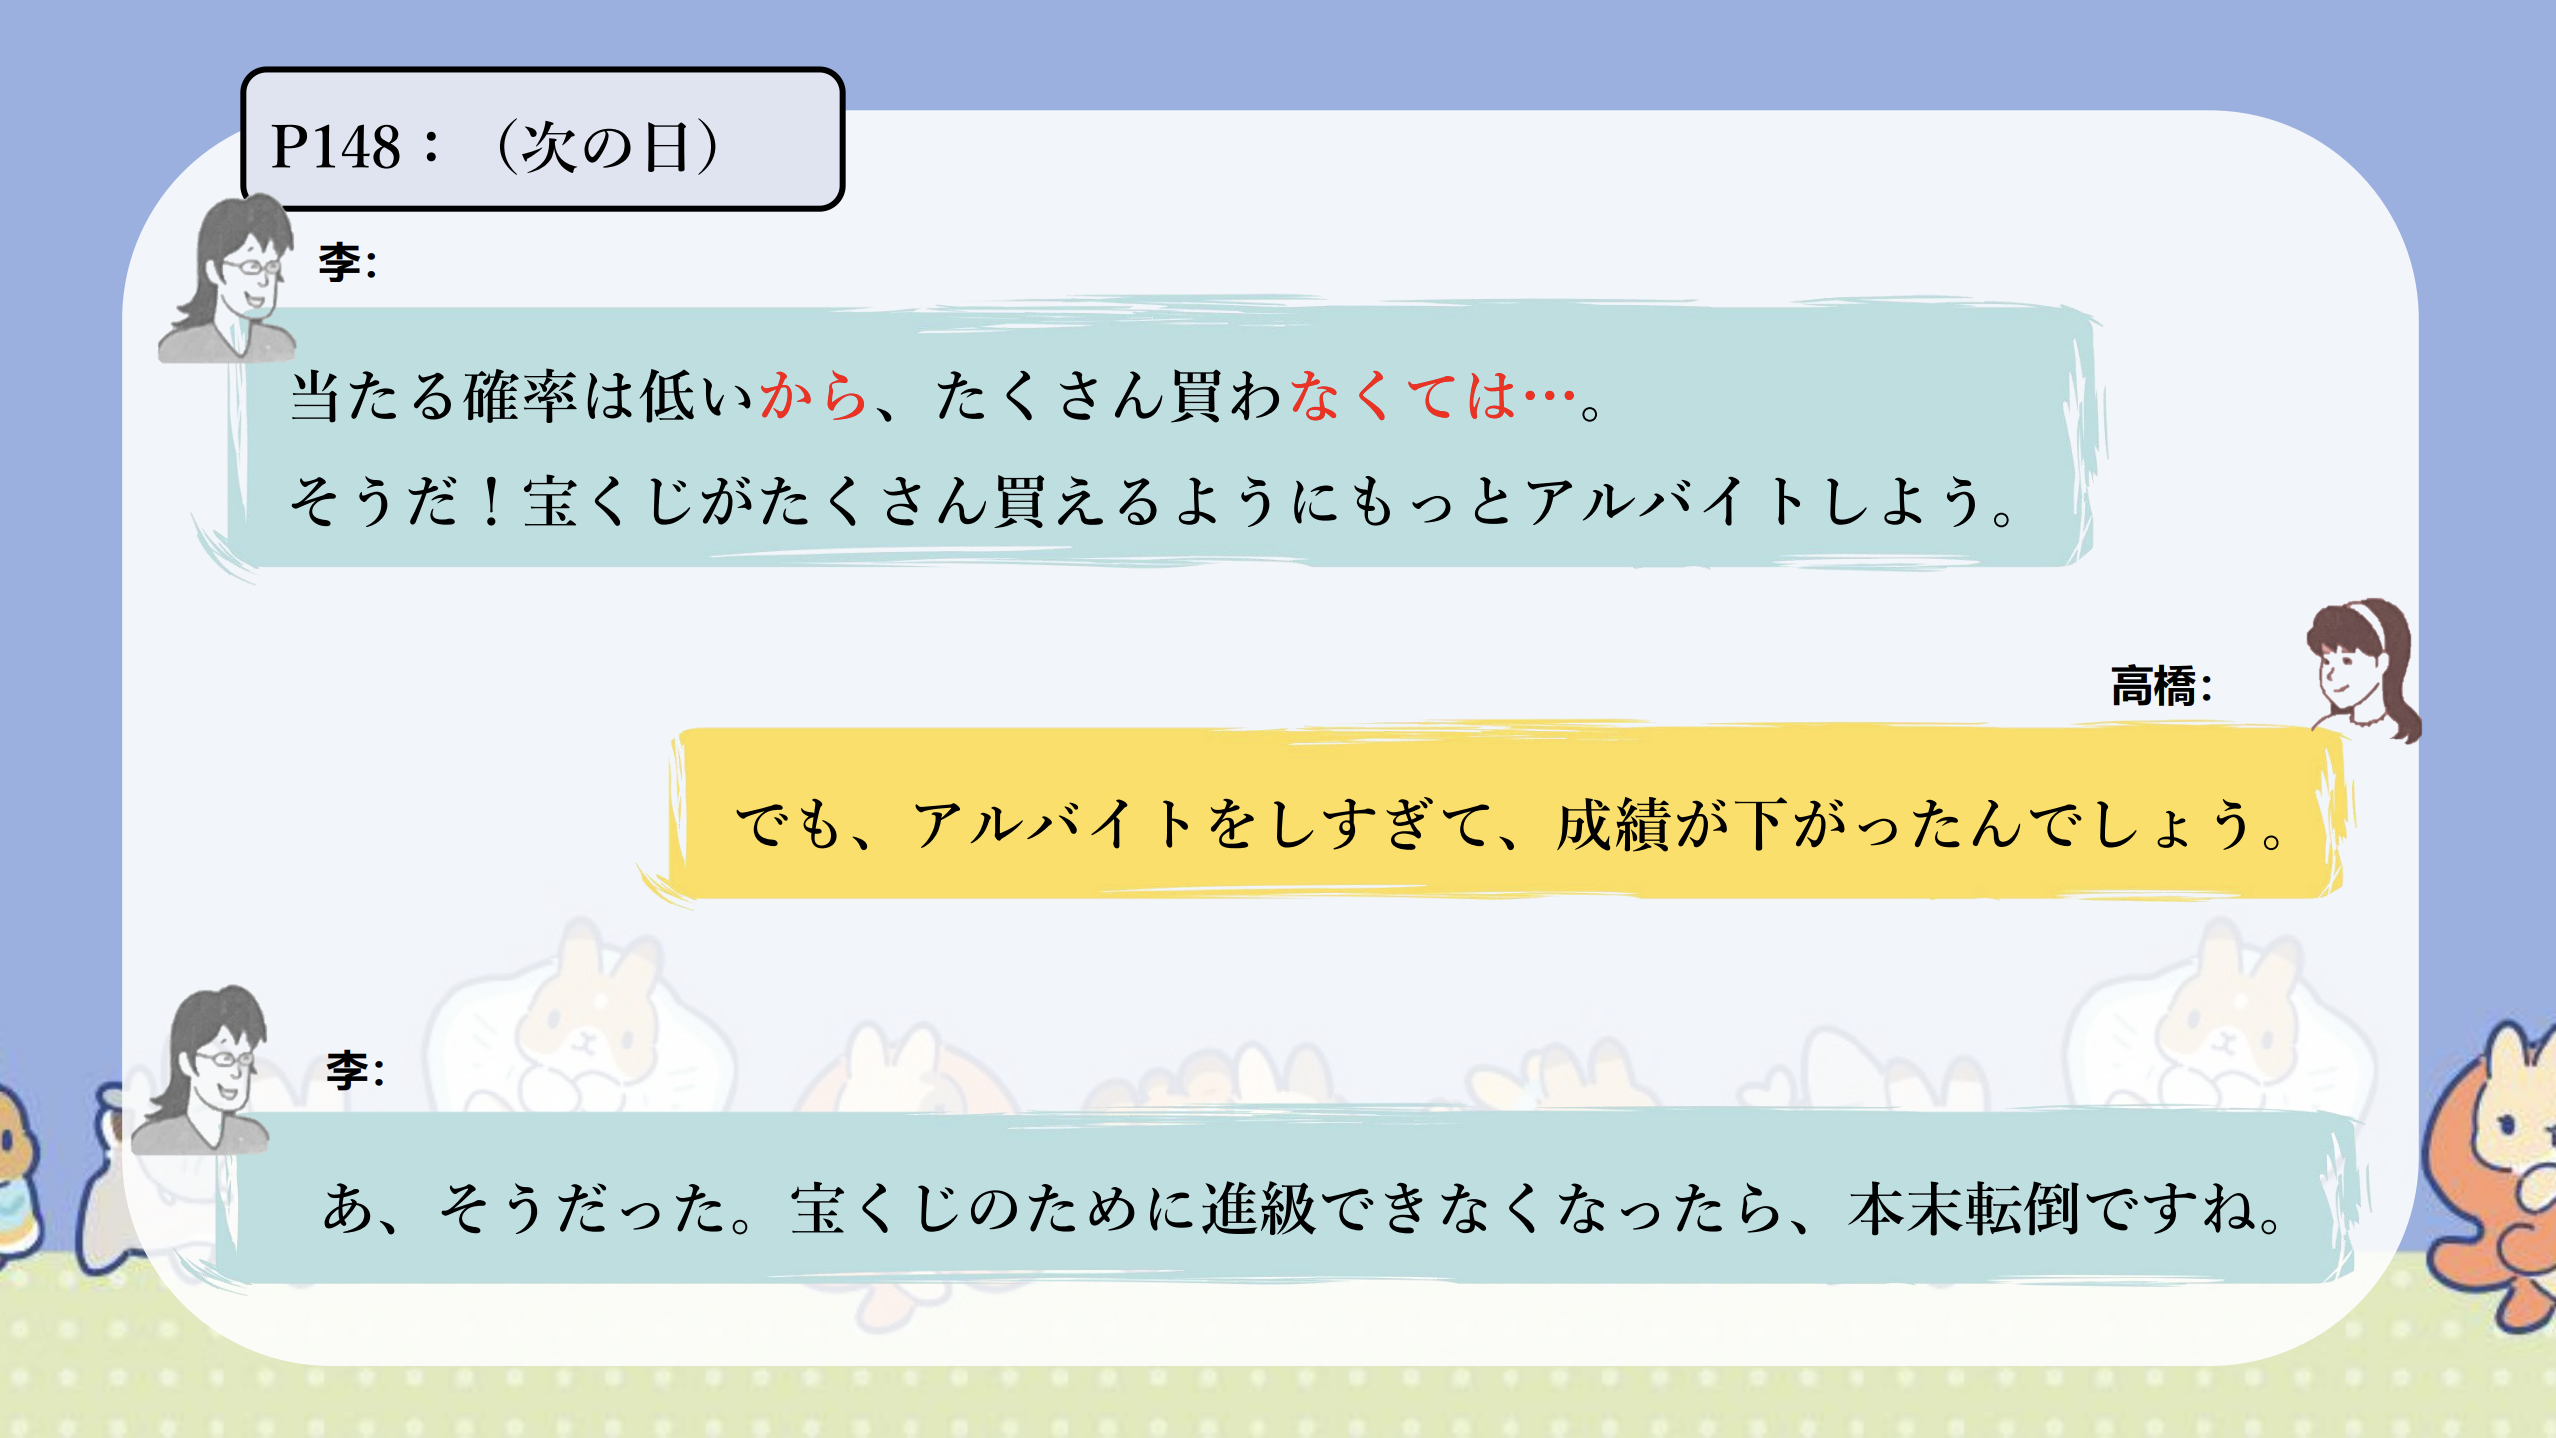 P148：（次の日）
李：
当たる確率は低いから、たくさん買わなくては…。
そうだ！宝くじがたくさん買えるようにもっとアルバイトしよう。
高橋：
でも、アルバイトをしすぎて、成績が下がったんでしょう。
李：
あ、そうだった。宝くじのために進級できなくなったら、本末転倒ですね。